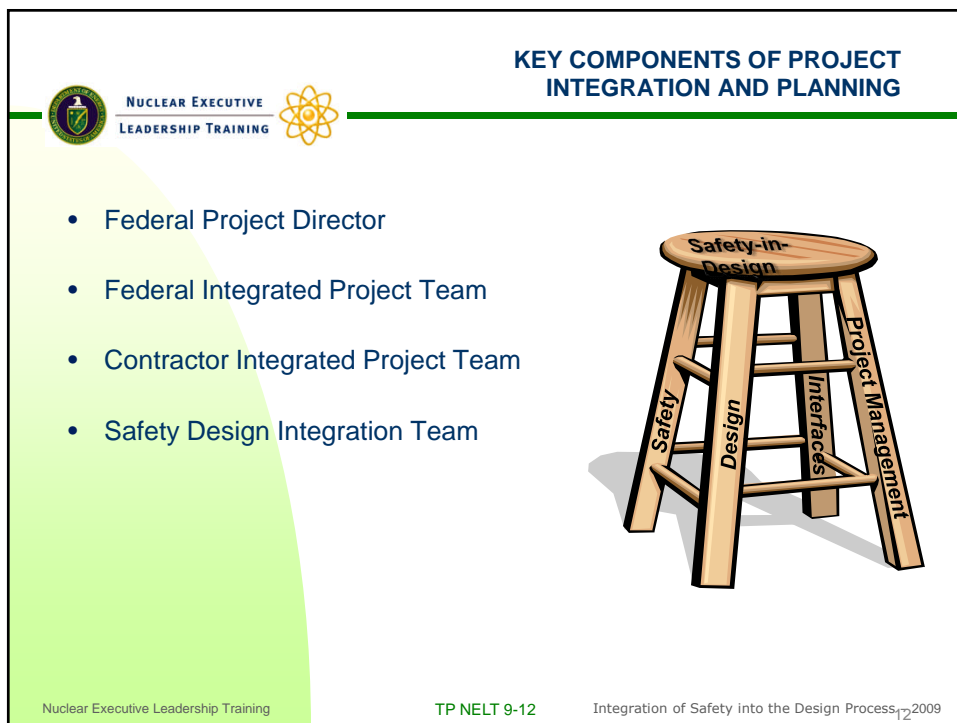 KEY COMPONENTS OF PROJECT
INTEGRATION AND PLANNING
NUCLEAR EXECUTIVE
LEADERSHIP TRAINING
• Federal Project Director
• Federal Integrated Project Team
• Contractor Integrated Project Team
• Safety Design Integration Team
Safety-in-
Design
Safety
Design
Interfaces
Project Management
Nuclear Executive Leadership Training
TP NELT 9-12
Integration of Safety into the Design Process - 2009
12